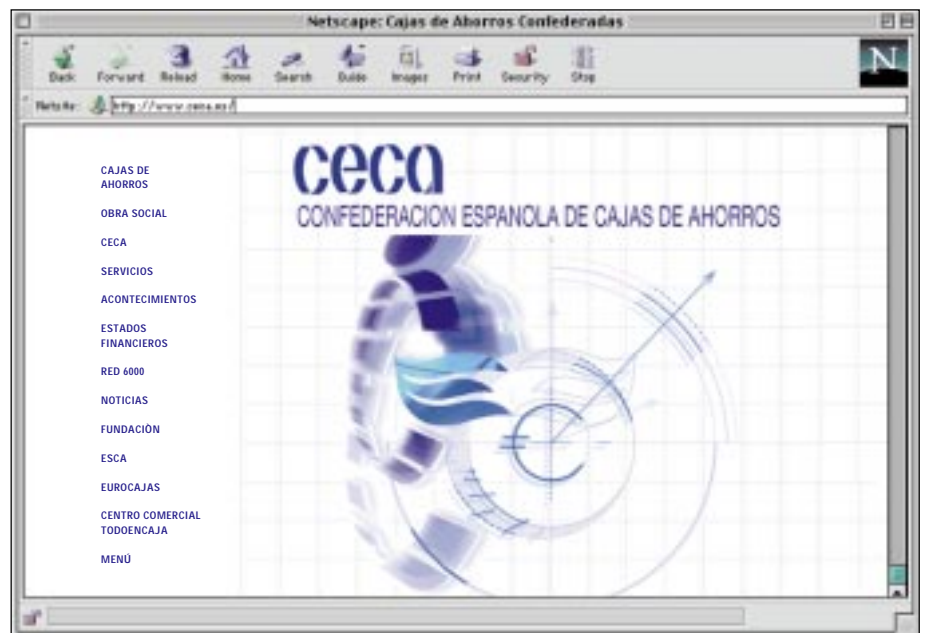 Netscape: Cajas de Ahorros Confederadas
Back Forward Reload Home Search Guide Images Print Security Stop
Netsite: http://www.ceca.es/
N
ceca
CONFEDERACION ESPANOLA DE CAJAS DE AHORROS
CAJAS DE
AHORROS
OBRA SOCIAL
CECA
SERVICIOS
ACONTECIMIENTOS
ESTADOS
FINANCIEROS
RED 6000
NOTICIAS
FUNDACIÒN
ESCA
EUROCAJAS
CENTRO COMERCIAL
TODOENCAJA
MENÚ